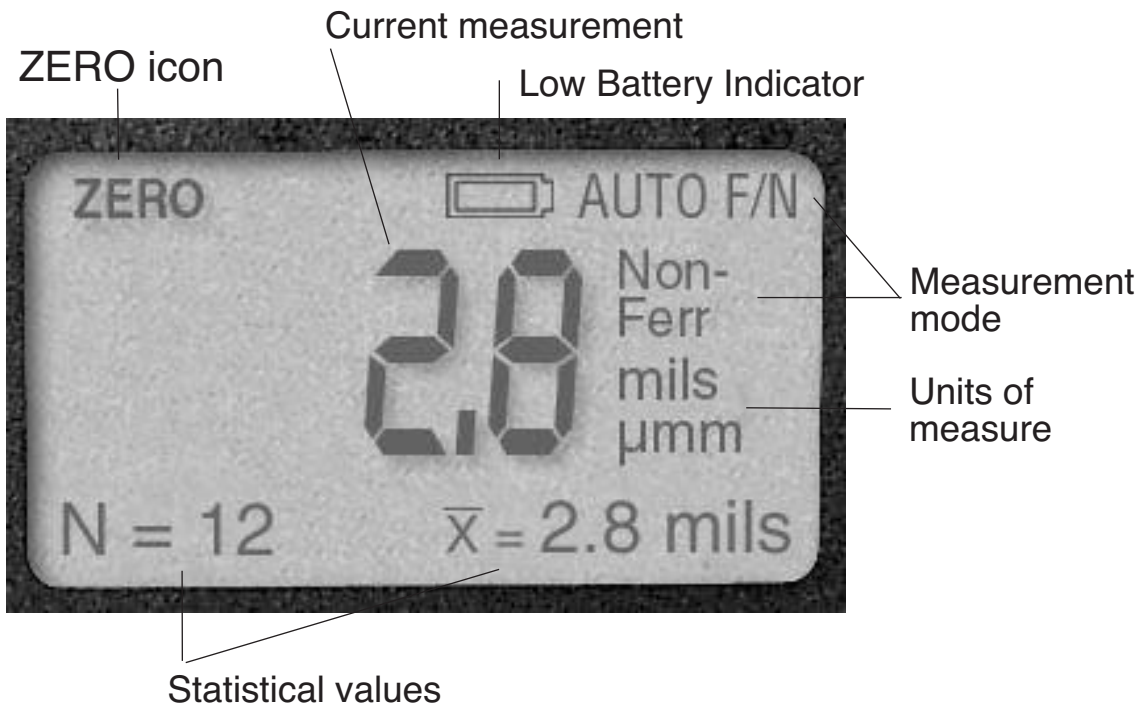 Current measurement
ZERO icon
Low Battery Indicator
ZERO
AUTO F/N
2.8
Non-
Ferr
mils
µmm
Measurement
mode
Units of
measure
N = 12
x̅ = 2.8 mils
Statistical values